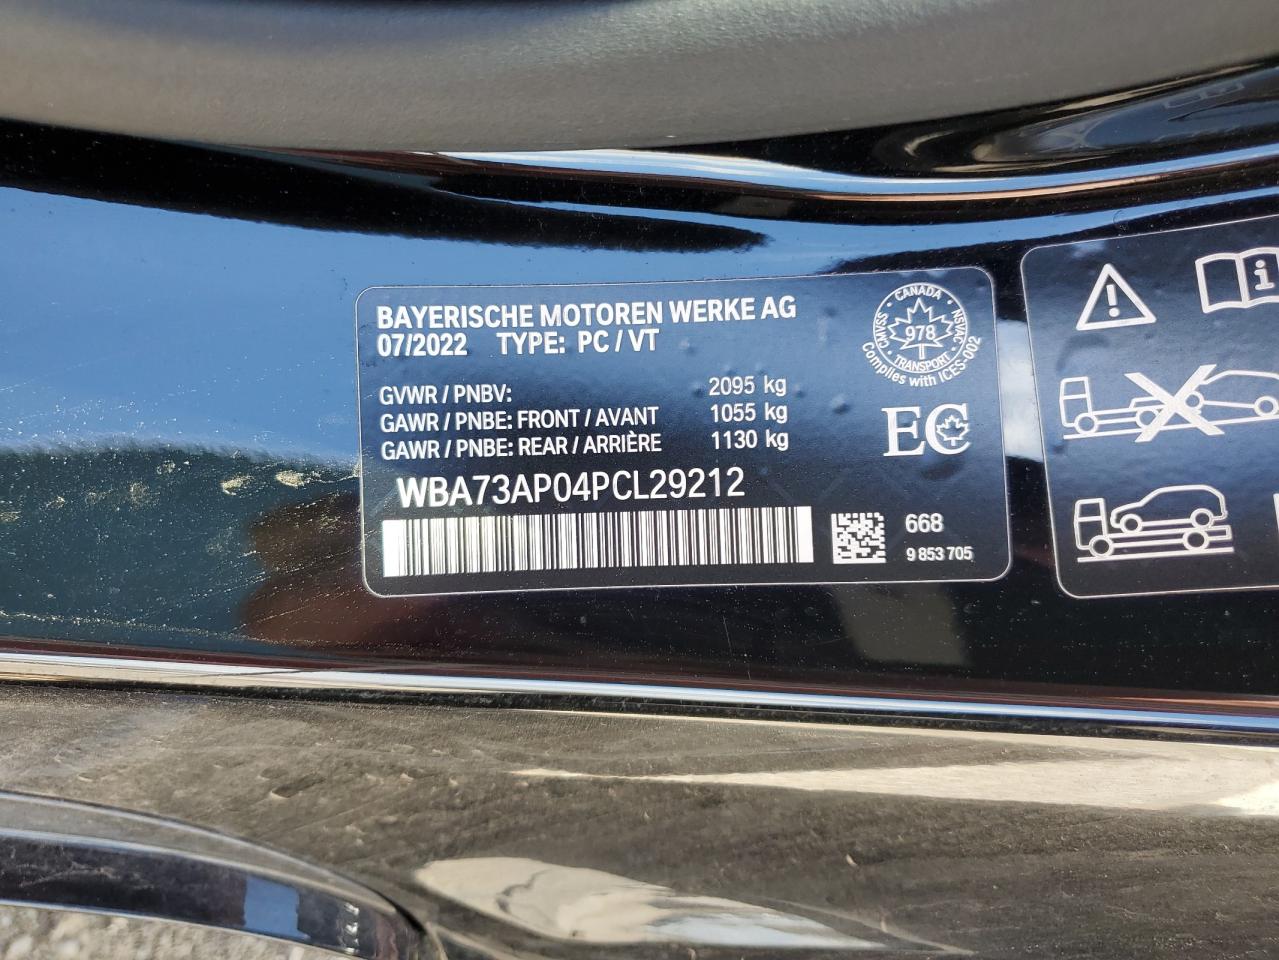 BAYERISCHE MOTOREN WERKE AG
07/2022 TYPE: PC / VT
GVWR / PNBV: 2095 kg
GAWR / PNBE: FRONT / AVANT 1055 kg
GAWR / PNBE: REAR / ARRIÈRE 1130 kg
WBA73AP04PCL29212
CANADA
CMVSS
NSVAC
978
TRANSPORT
Complies with ICES-002
EC
668
9 853 705
i